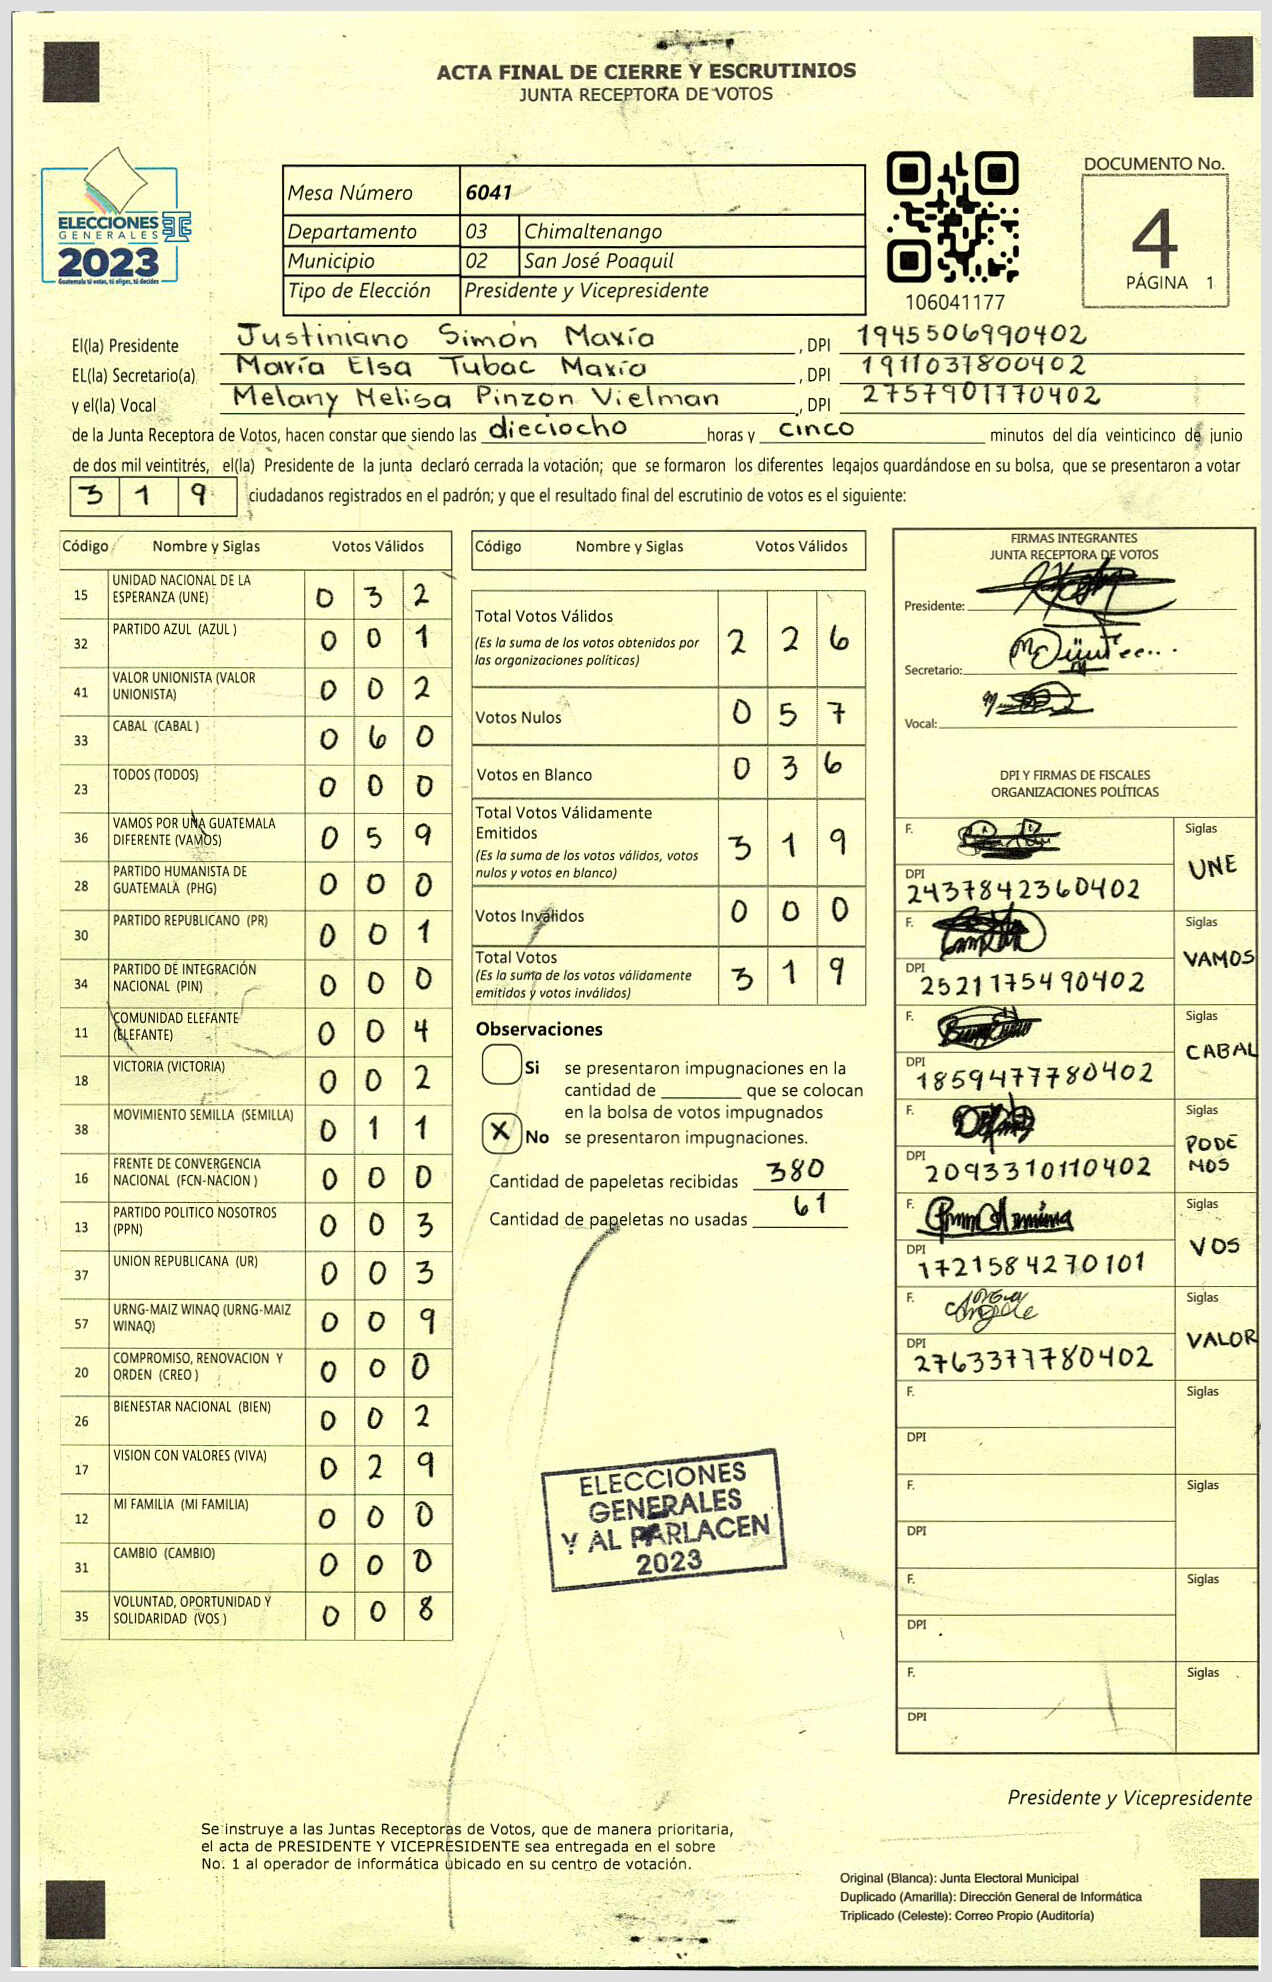 ACTA FINAL DE CIERRE Y ESCRUTINIOS
JUNTA RECEPTORA DE VOTOS
ELECCIONES
GENERALES
2023
Guatemala tú votas, tú eliges, tú decides
Mesa Número 6041
Departamento 03 Chimaltenango
Municipio 02 San José Poaquil
Tipo de Elección Presidente y Vicepresidente
106041177
DOCUMENTO No.
4
PÁGINA 1
El(la) Presidente Justiniano Simón Maxía , DPI 1945506990402
EL(la) Secretario(a) María Elsa Tubac Maxía , DPI 1911037800402
y el(la) Vocal Melany Melisa Pinzon Vielman , DPI 2757901770402
de la Junta Receptora de Votos, hacen constar que siendo las dieciocho horas y cinco minutos del día veinticinco de junio
de dos mil veintitrés, el(la) Presidente de la junta declaró cerrada la votación; que se formaron los diferentes legajos guardándose en su bolsa, que se presentaron a votar
319 ciudadanos registrados en el padrón; y que el resultado final del escrutinio de votos es el siguiente:
Código Nombre y Siglas Votos Válidos
15 UNIDAD NACIONAL DE LA ESPERANZA (UNE) 0 3 2
32 PARTIDO AZUL (AZUL ) 0 0 1
41 VALOR UNIONISTA (VALOR UNIONISTA) 0 0 2
33 CABAL (CABAL ) 0 6 0
23 TODOS (TODOS) 0 0 0
36 VAMOS POR UNA GUATEMALA DIFERENTE (VAMOS) 0 5 9
28 PARTIDO HUMANISTA DE GUATEMALA (PHG) 0 0 0
30 PARTIDO REPUBLICANO (PR) 0 0 1
34 PARTIDO DE INTEGRACIÓN NACIONAL (PIN) 0 0 0
11 COMUNIDAD ELEFANTE (ELEFANTE) 0 0 4
18 VICTORIA (VICTORIA) 0 0 2
38 MOVIMIENTO SEMILLA (SEMILLA) 0 1 1
16 FRENTE DE CONVERGENCIA NACIONAL (FCN-NACION ) 0 0 0
13 PARTIDO POLITICO NOSOTROS (PPN) 0 0 3
37 UNION REPUBLICANA (UR) 0 0 3
57 URNG-MAIZ WINAQ (URNG-MAIZ WINAQ) 0 0 9
20 COMPROMISO, RENOVACION Y ORDEN (CREO ) 0 0 0
26 BIENESTAR NACIONAL (BIEN) 0 0 2
17 VISION CON VALORES (VIVA) 0 2 9
12 MI FAMILIA (MI FAMILIA) 0 0 0
31 CAMBIO (CAMBIO) 0 0 0
35 VOLUNTAD, OPORTUNIDAD Y SOLIDARIDAD (VOS ) 0 0 8
Código Nombre y Siglas Votos Válidos
Total Votos Válidos 2 2 6
(Es la suma de los votos obtenidos por
las organizaciones políticas)
Votos Nulos 0 5 7
Votos en Blanco 0 3 6
Total Votos Válidamente
Emitidos 3 1 9
(Es la suma de los votos válidos, votos
nulos y votos en blanco)
Votos Inválidos 0 0 0
Total Votos 3 1 9
(Es la suma de los votos válidamente
emitidos y votos inválidos)
Observaciones
Si se presentaron impugnaciones en la
cantidad de ________ que se colocan
en la bolsa de votos impugnados
X No se presentaron impugnaciones.
Cantidad de papeletas recibidas 380
Cantidad de papeletas no usadas 61
ELECCIONES
GENERALES
Y AL PARLACEN
2023
FIRMAS INTEGRANTES
JUNTA RECEPTORA DE VOTOS
Presidente:
Secretario:
Vocal:
DPI Y FIRMAS DE FISCALES
ORGANIZACIONES POLÍTICAS
F. Siglas
DPI 2437842360402 UNE
F. Siglas
DPI 2521175490402 VAMOS
F. Siglas
DPI 1859477780402 CABAL
F. Siglas
DPI 2093310110402 PODEMOS
F. Siglas
DPI 1721584270101 VOS
F. Siglas
DPI 2763377780402 VALOR
F. Siglas
DPI
F. Siglas
DPI
F. Siglas
DPI
F. Siglas
DPI
Presidente y Vicepresidente
Se instruye a las Juntas Receptoras de Votos, que de manera prioritaria,
el acta de PRESIDENTE Y VICEPRESIDENTE sea entregada en el sobre
No. 1 al operador de informática ubicado en su centro de votación.
Original (Blanca): Junta Electoral Municipal
Duplicado (Amarilla): Dirección General de Informática
Triplicado (Celeste): Correo Propio (Auditoría)